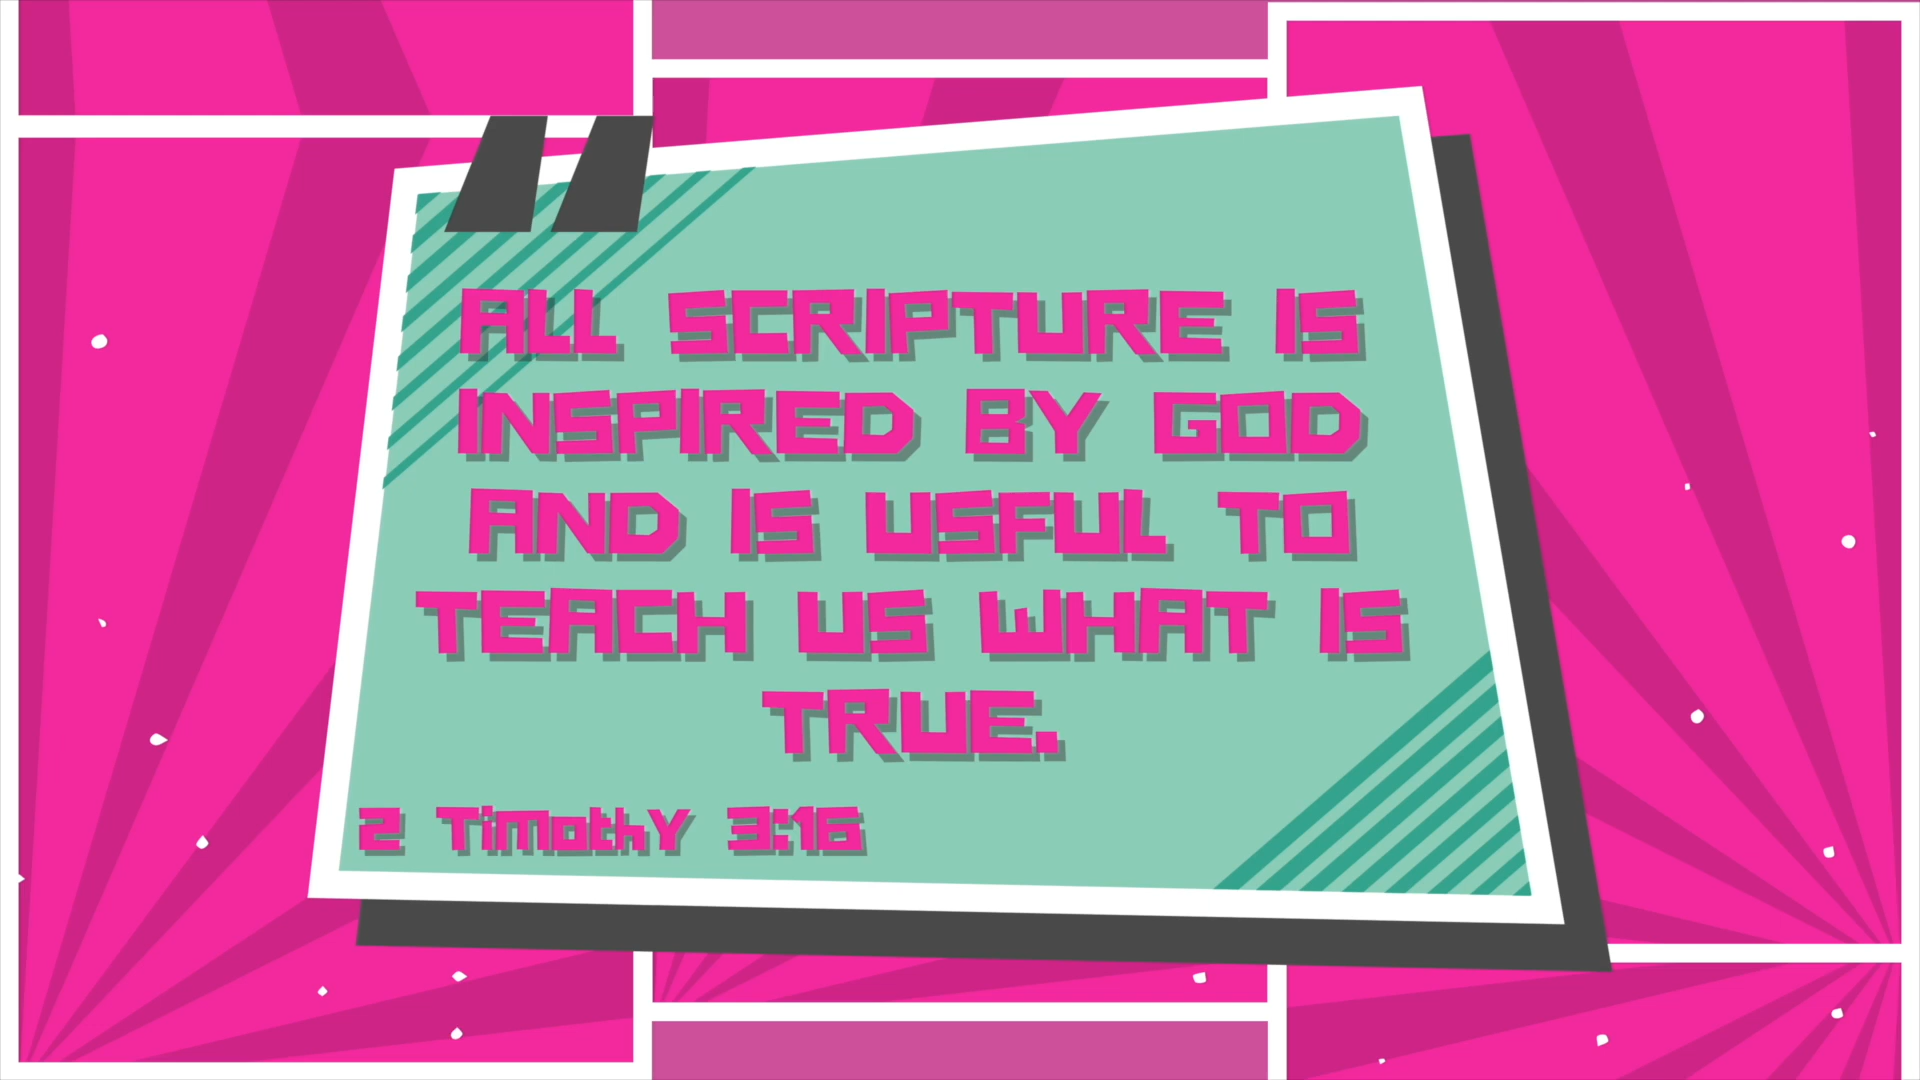 ALL SCRIPTURE IS
INSPIRED BY GOD
AND IS USFUL TO
TEACH US WHAT IS
TRUE.
2 Timothy 3:16